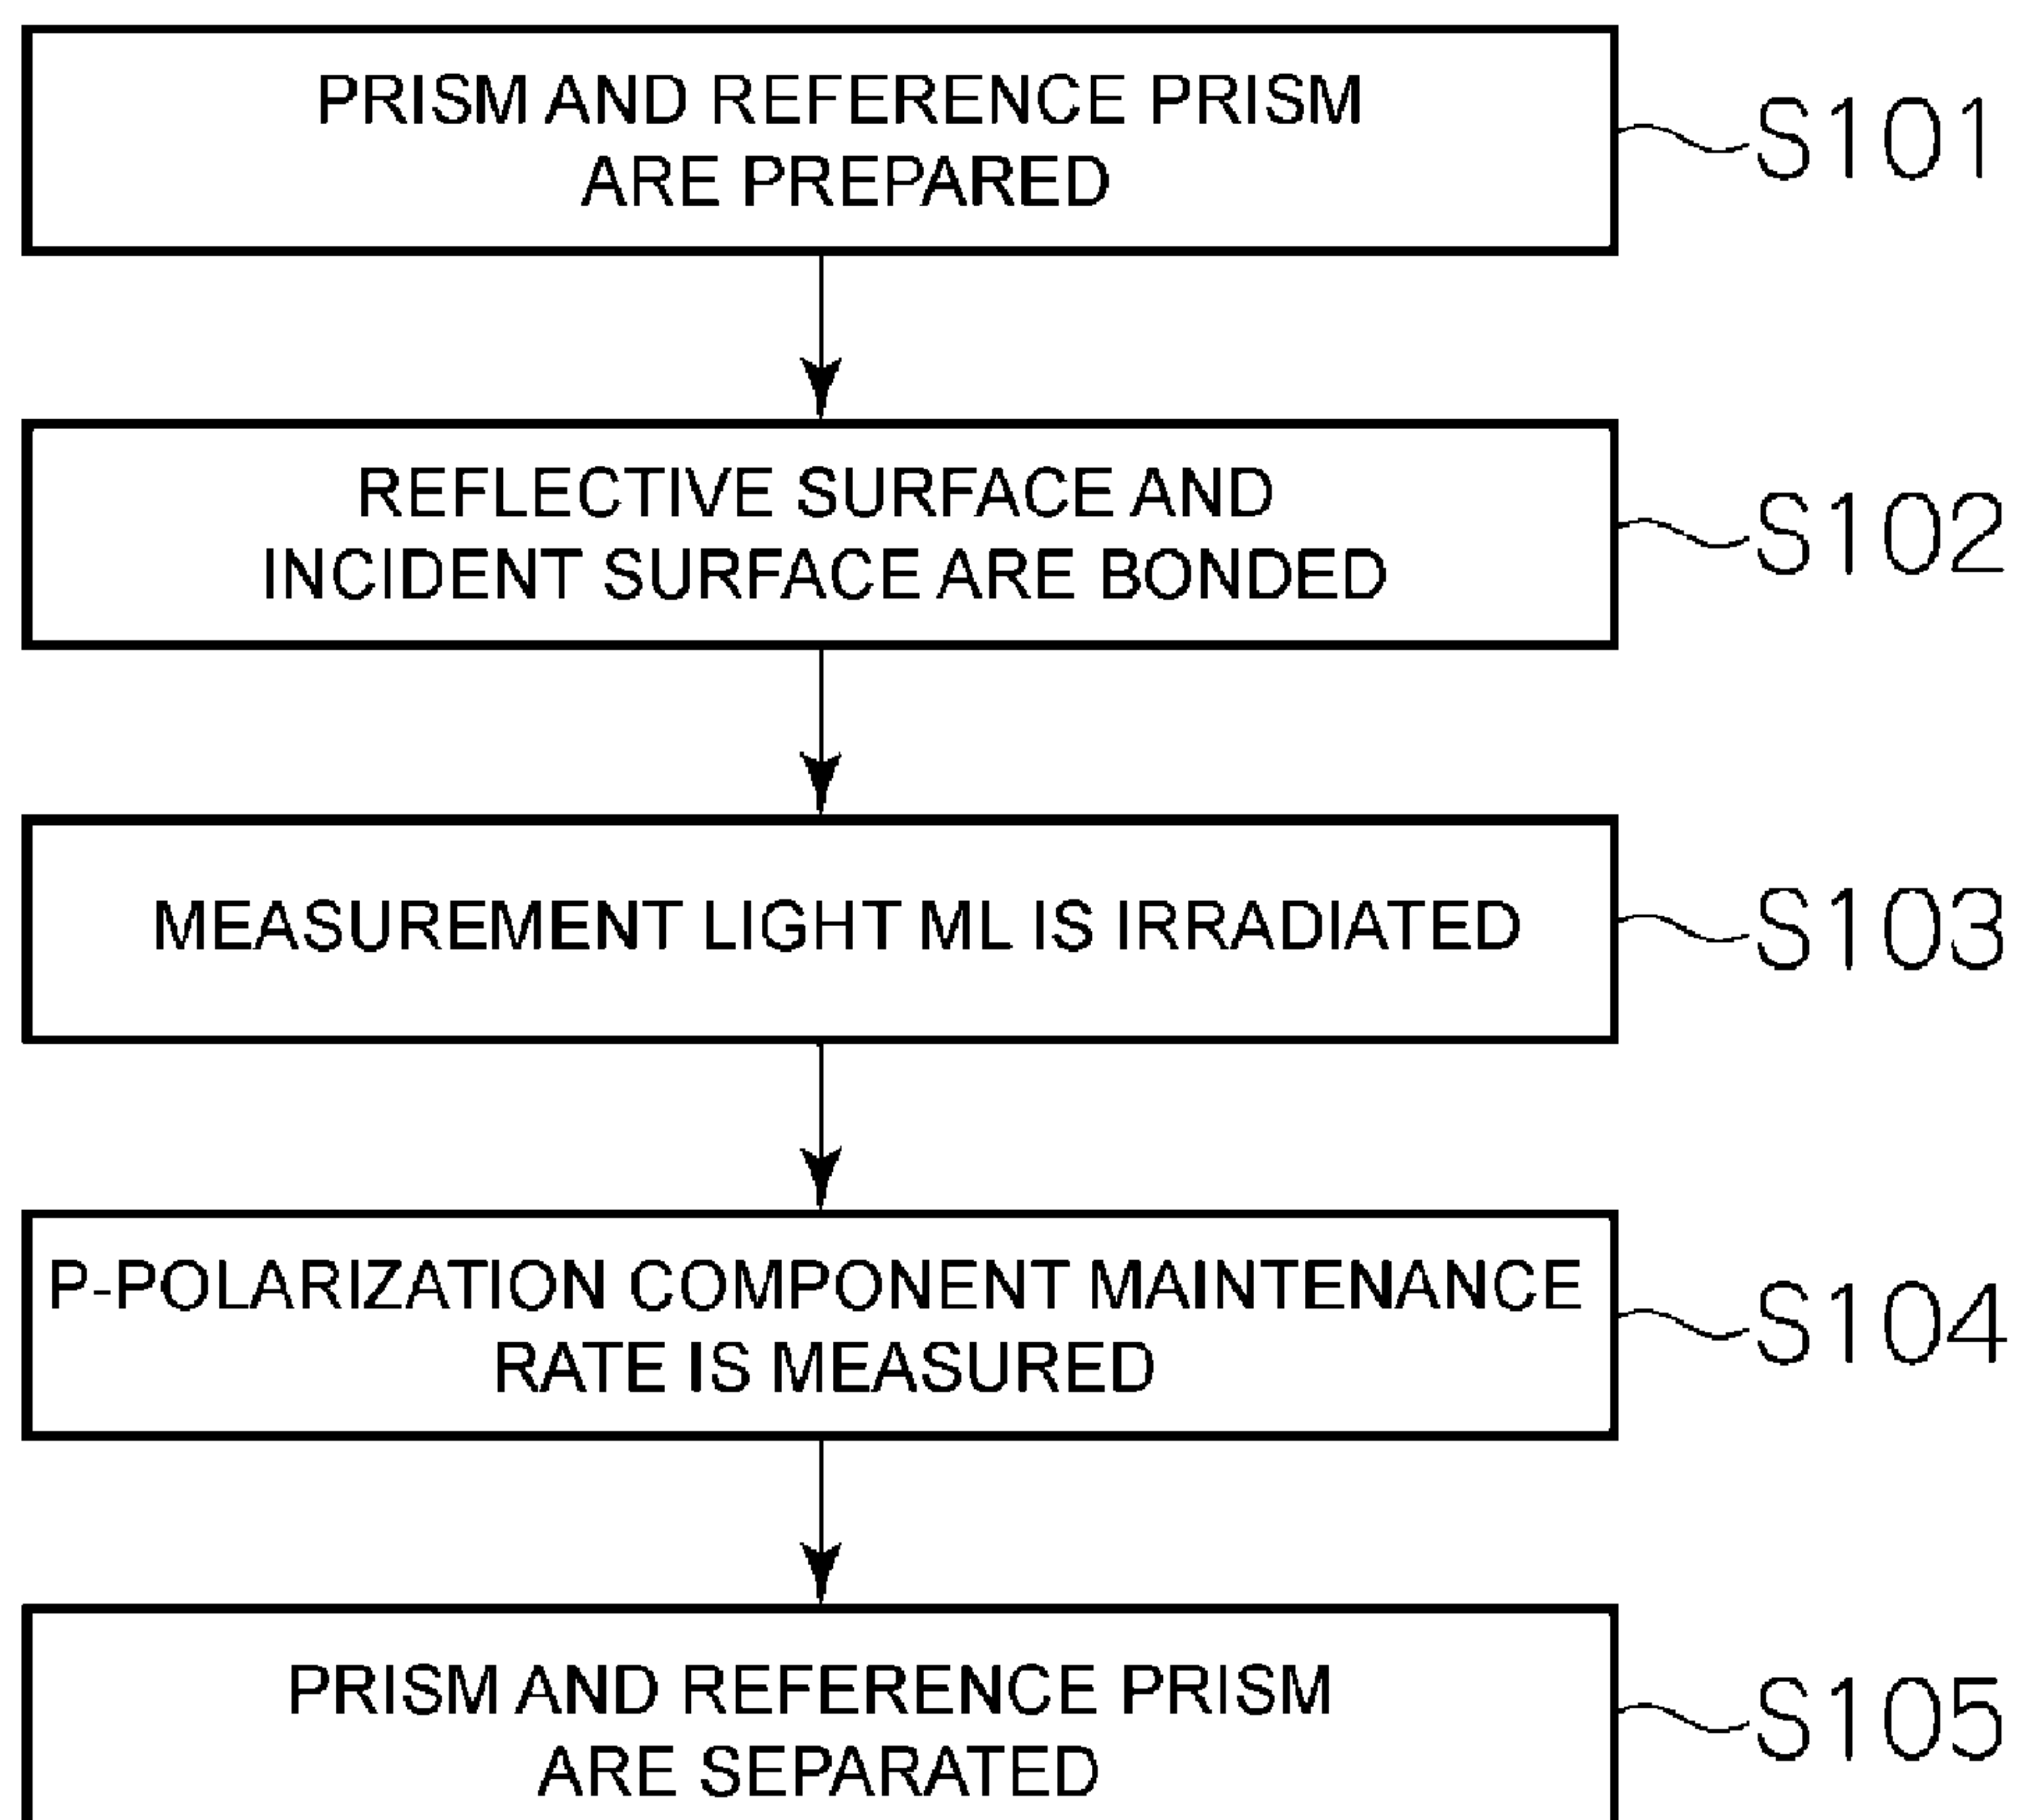 PRISM AND REFERENCE PRISM
ARE PREPARED
S101
REFLECTIVE SURFACE AND
INCIDENT SURFACE ARE BONDED
S102
MEASUREMENT LIGHT ML IS IRRADIATED
S103
P-POLARIZATION COMPONENT MAINTENANCE
RATE IS MEASURED
S104
PRISM AND REFERENCE PRISM
ARE SEPARATED
S105